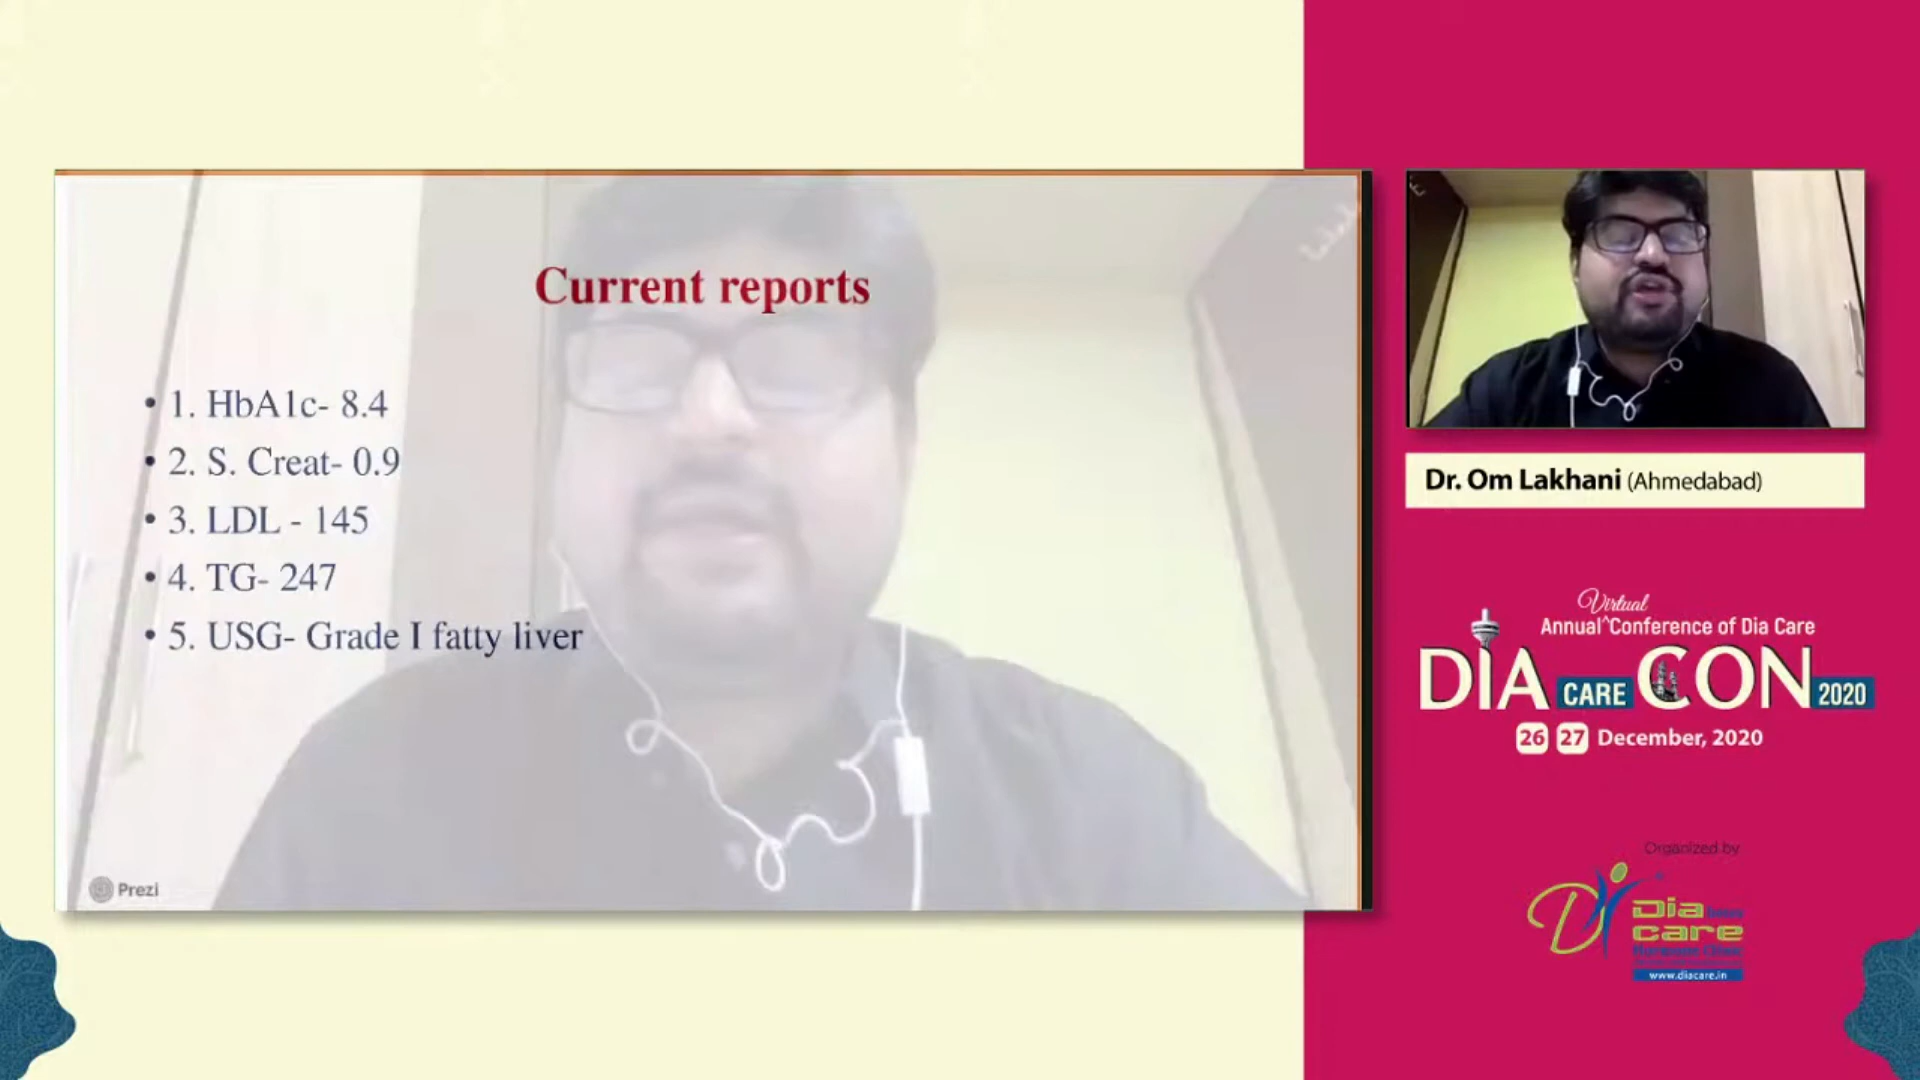 Current reports
• 1. HbA1c- 8.4
• 2. S. Creat- 0.9
• 3. LDL - 145
• 4. TG- 247
• 5. USG- Grade I fatty liver
Prezi
Dr. Om Lakhani (Ahmedabad)
Virtual
Annual^Conference of Dia Care
DIA CARE CON 2020
26 27 December, 2020
Organized by
Dia
care
www.diacare.in